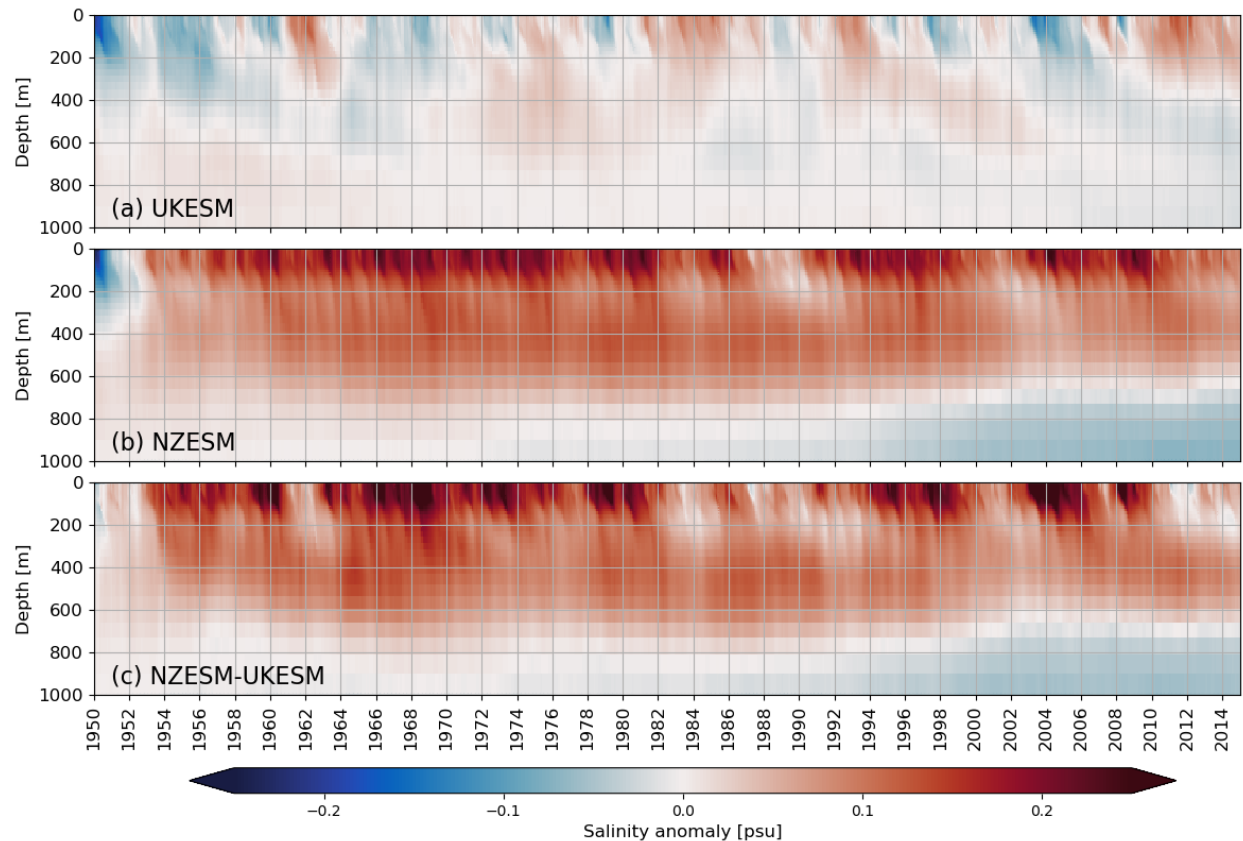 0
200
400
600
800
1000
Depth [m]
(a) UKESM
0
200
400
600
800
1000
Depth [m]
(b) NZESM
0
200
400
600
800
1000
Depth [m]
(c) NZESM-UKESM
1950 1952 1954 1956 1958 1960 1962 1964 1966 1968 1970 1972 1974 1976 1978 1980 1982 1984 1986 1988 1990 1992 1994 1996 1998 2000 2002 2004 2006 2008 2010 2012 2014
−0.2 −0.1 0.0 0.1 0.2
Salinity anomaly [psu]